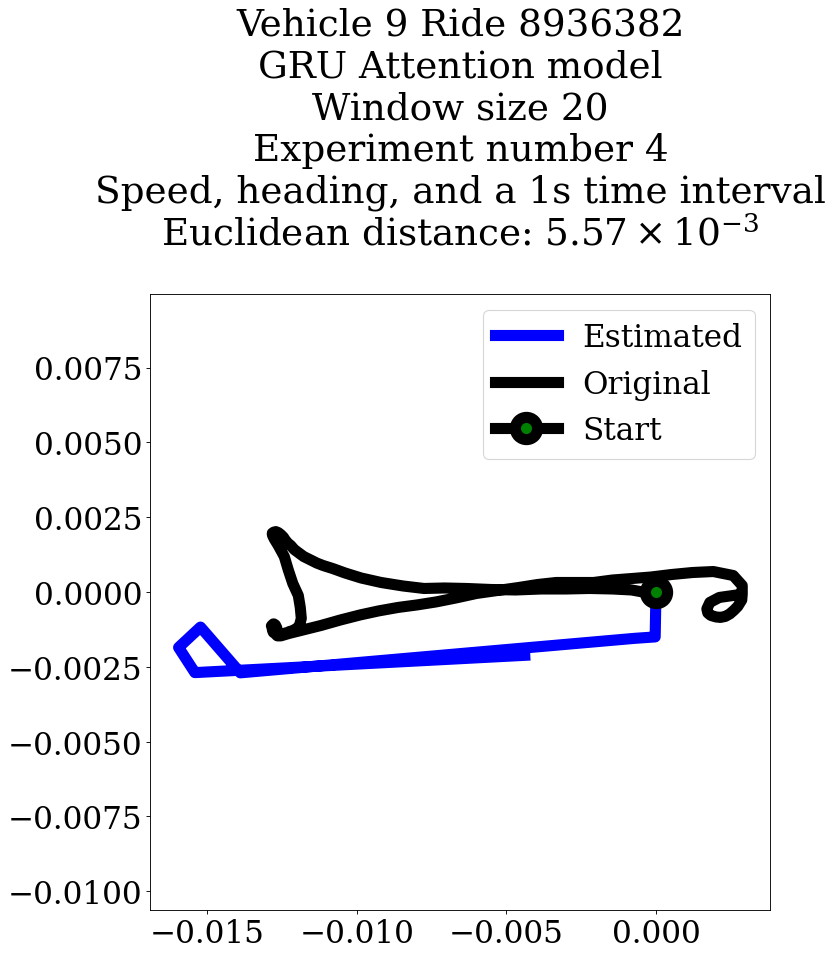 Vehicle 9 Ride 8936382
GRU Attention model
Window size 20
Experiment number 4
Speed, heading, and a 1s time interval
Euclidean distance: 5.57 × 10⁻³
Estimated
Original
Start
0.0075
0.0050
0.0025
0.0000
−0.0025
−0.0050
−0.0075
−0.0100
−0.015
−0.010
−0.005
0.000